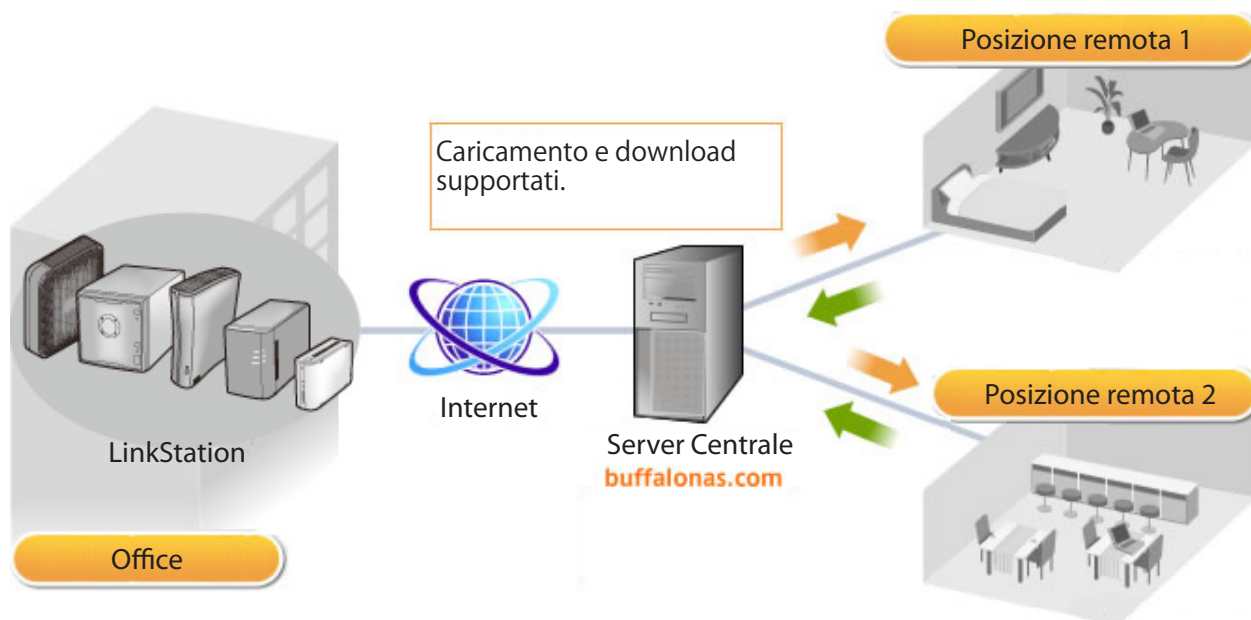 Posizione remota 1
Caricamento e download
supportati.
Internet
Posizione remota 2
LinkStation
Server Centrale
buffalonas.com
Office